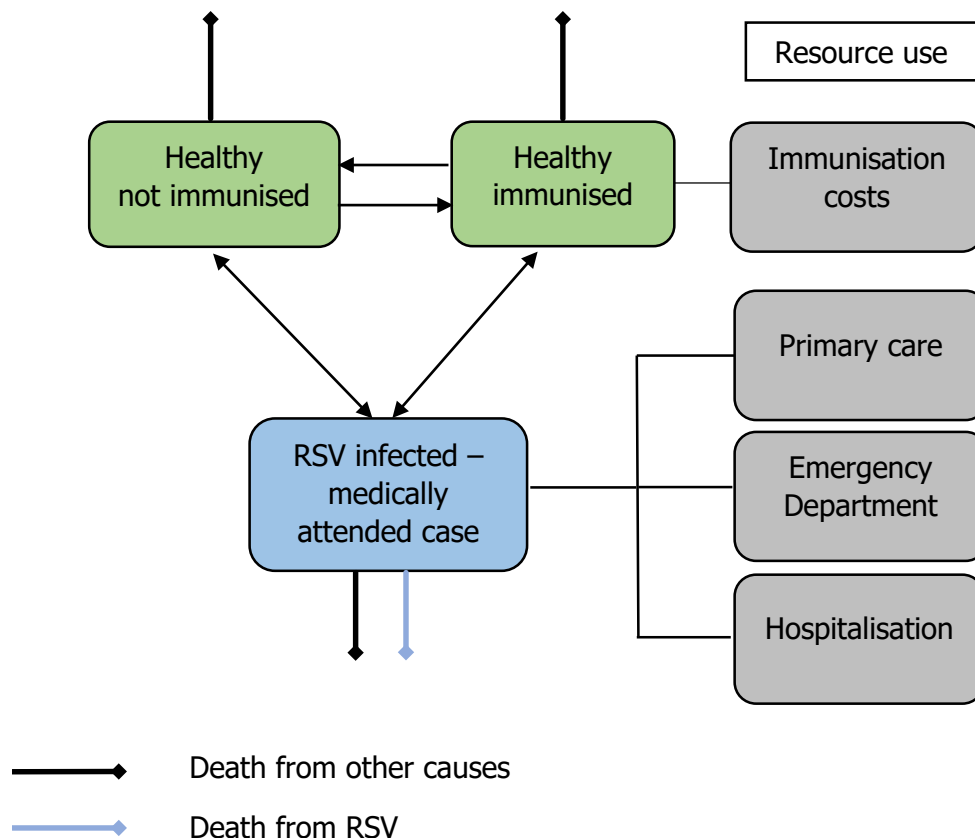 Resource use
Healthy
not immunised
Healthy
immunised
Immunisation
costs
Primary care
RSV infected –
medically
attended case
Emergency
Department
Hospitalisation
Death from other causes
Death from RSV